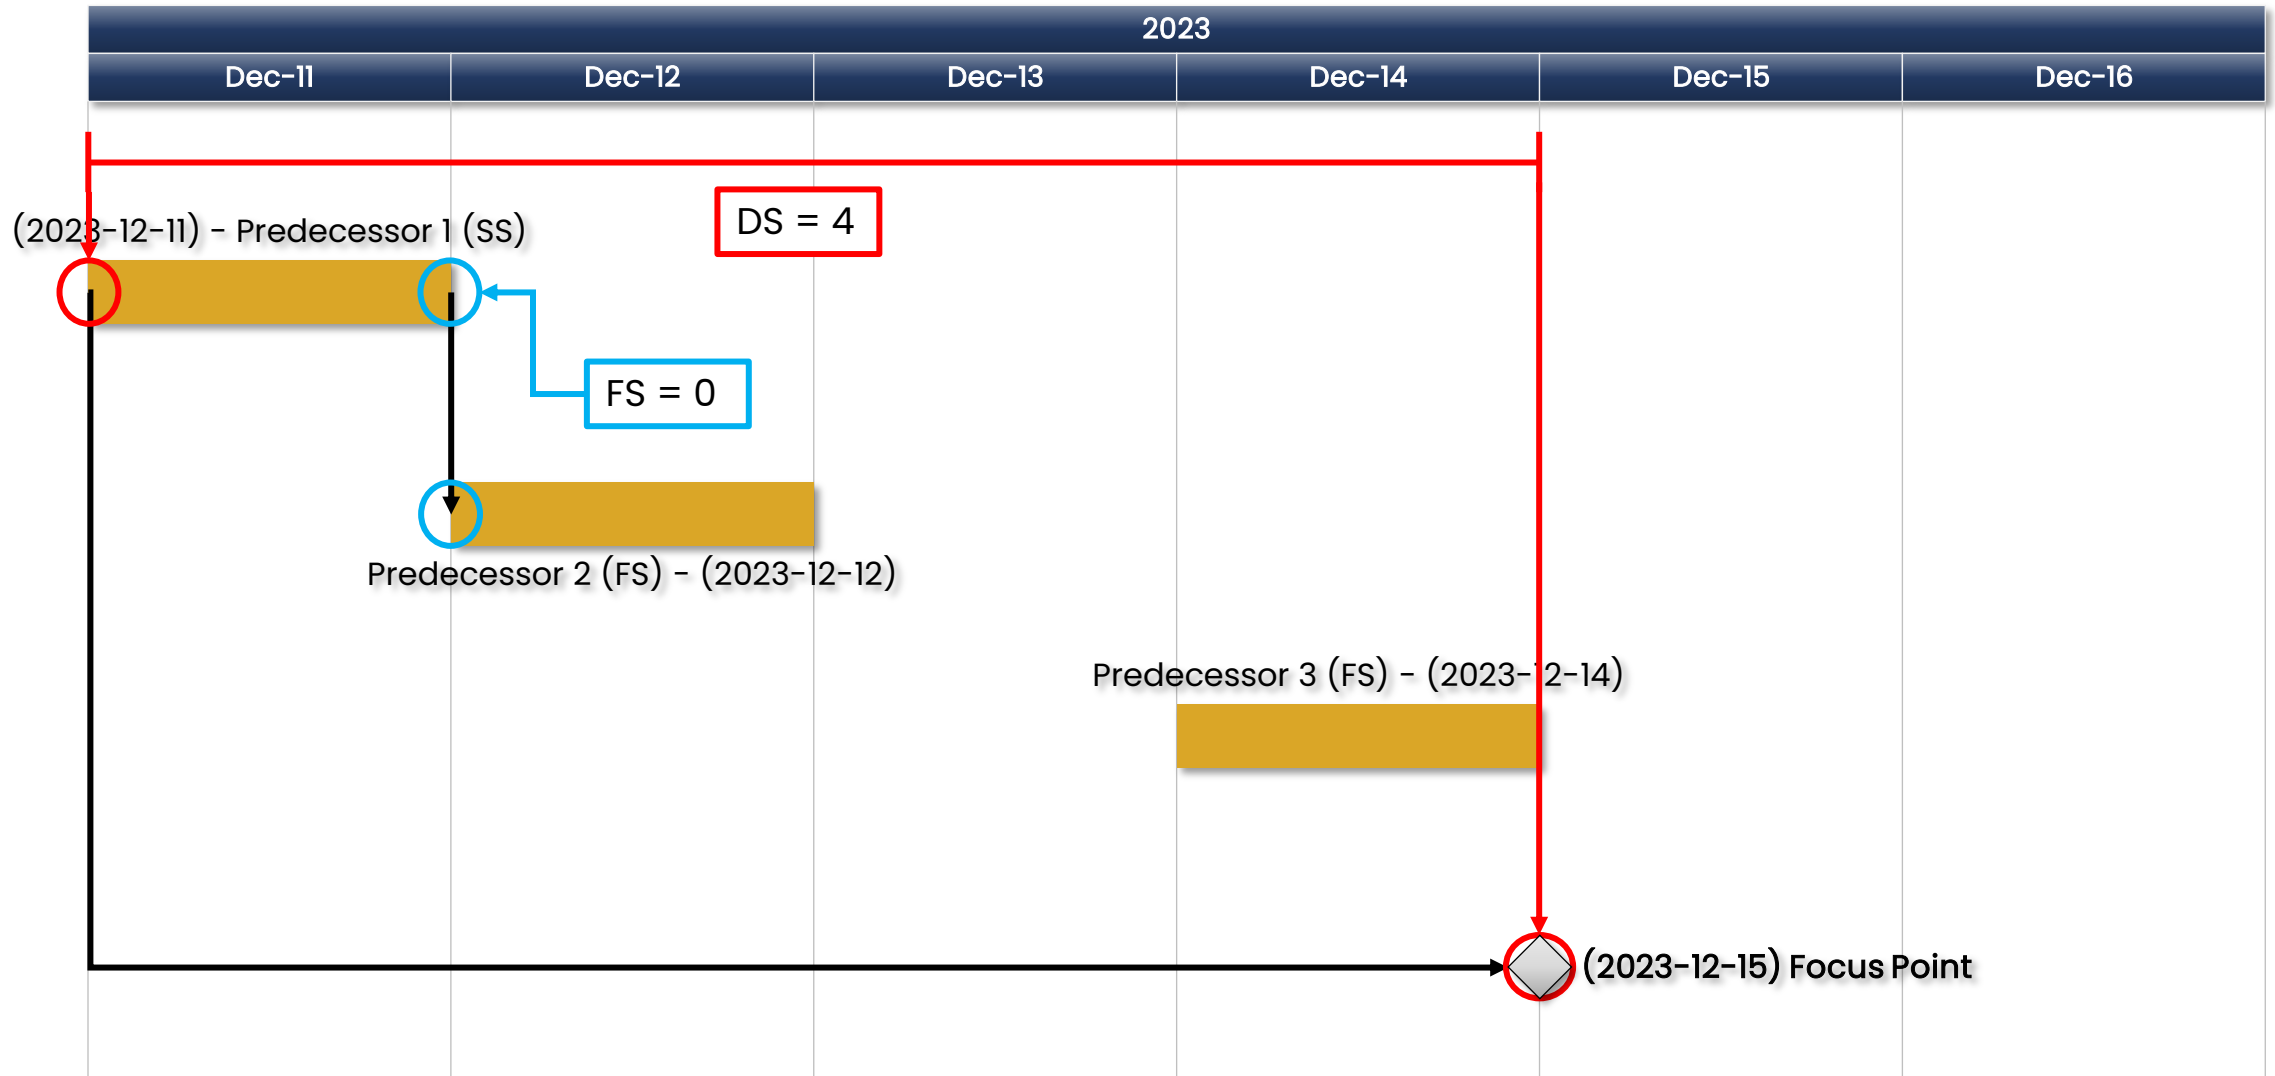 2023
Dec-11 Dec-12 Dec-13 Dec-14 Dec-15 Dec-16
(2023-12-11) - Predecessor 1 (SS)
DS = 4
FS = 0
Predecessor 2 (FS) - (2023-12-12)
Predecessor 3 (FS) - (2023-12-14)
(2023-12-15) Focus Point